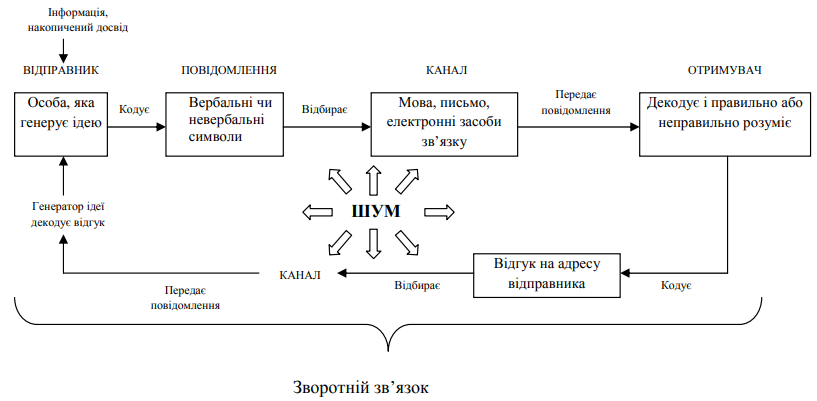 Інформація,
накопичений досвід
ВІДПРАВНИК
ПОВІДОМЛЕННЯ
КАНАЛ
ОТРИМУВАЧ
Особа, яка
генерує ідею
Кодує
Вербальні чи
невербальні
символи
Відбирає
Мова, письмо,
електронні засоби
зв’язку
Передає
повідомлення
Декодує і правильно або
неправильно розуміє
Генератор ідеї
декодує відгук
ШУМ
Відгук на адресу
відправника
Кодує
Відбирає
КАНАЛ
Передає
повідомлення
Зворотній зв’язок